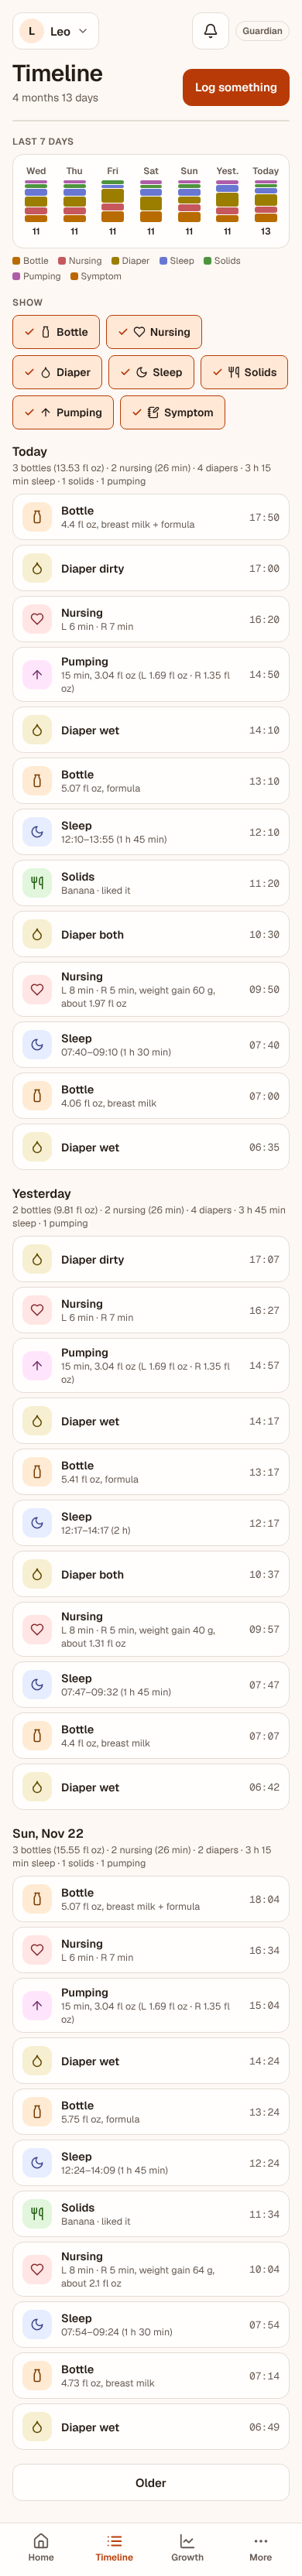 L Leo
Guardian
Timeline
4 months 13 days
Log something
LAST 7 DAYS
Wed Thu Fri Sat Sun Yest. Today
11 11 11 11 11 11 13
Bottle Nursing Diaper Sleep Solids
Pumping Symptom
SHOW
Bottle Nursing
Diaper Sleep Solids
Pumping Symptom
Today
3 bottles (13.53 fl oz) · 2 nursing (26 min) · 4 diapers · 3 h 15
min sleep · 1 solids · 1 pumping
Bottle
4.4 fl oz, breast milk + formula
17:50
Diaper dirty
17:00
Nursing
L 6 min · R 7 min
16:20
Pumping
15 min, 3.04 fl oz (L 1.69 fl oz · R 1.35 fl
oz)
14:50
Diaper wet
14:10
Bottle
5.07 fl oz, formula
13:10
Sleep
12:10–13:55 (1 h 45 min)
12:10
Solids
Banana · liked it
11:20
Diaper both
10:30
Nursing
L 8 min · R 5 min, weight gain 60 g,
about 1.97 fl oz
09:50
Sleep
07:40–09:10 (1 h 30 min)
07:40
Bottle
4.06 fl oz, breast milk
07:00
Diaper wet
06:35
Yesterday
2 bottles (9.81 fl oz) · 2 nursing (26 min) · 4 diapers · 3 h 45 min
sleep · 1 pumping
Diaper dirty
17:07
Nursing
L 6 min · R 7 min
16:27
Pumping
15 min, 3.04 fl oz (L 1.69 fl oz · R 1.35 fl
oz)
14:57
Diaper wet
14:17
Bottle
5.41 fl oz, formula
13:17
Sleep
12:17–14:17 (2 h)
12:17
Diaper both
10:37
Nursing
L 8 min · R 5 min, weight gain 40 g,
about 1.31 fl oz
09:57
Sleep
07:47–09:32 (1 h 45 min)
07:47
Bottle
4.4 fl oz, breast milk
07:07
Diaper wet
06:42
Sun, Nov 22
3 bottles (15.55 fl oz) · 2 nursing (26 min) · 2 diapers · 3 h 15
min sleep · 1 solids · 1 pumping
Bottle
5.07 fl oz, breast milk + formula
18:04
Nursing
L 6 min · R 7 min
16:34
Pumping
15 min, 3.04 fl oz (L 1.69 fl oz · R 1.35 fl
oz)
15:04
Diaper wet
14:24
Bottle
5.75 fl oz, formula
13:24
Sleep
12:24–14:09 (1 h 45 min)
12:24
Solids
Banana · liked it
11:34
Nursing
L 8 min · R 5 min, weight gain 64 g,
about 2.1 fl oz
10:04
Sleep
07:54–09:24 (1 h 30 min)
07:54
Bottle
4.73 fl oz, breast milk
07:14
Diaper wet
06:49
Older
Home Timeline Growth More